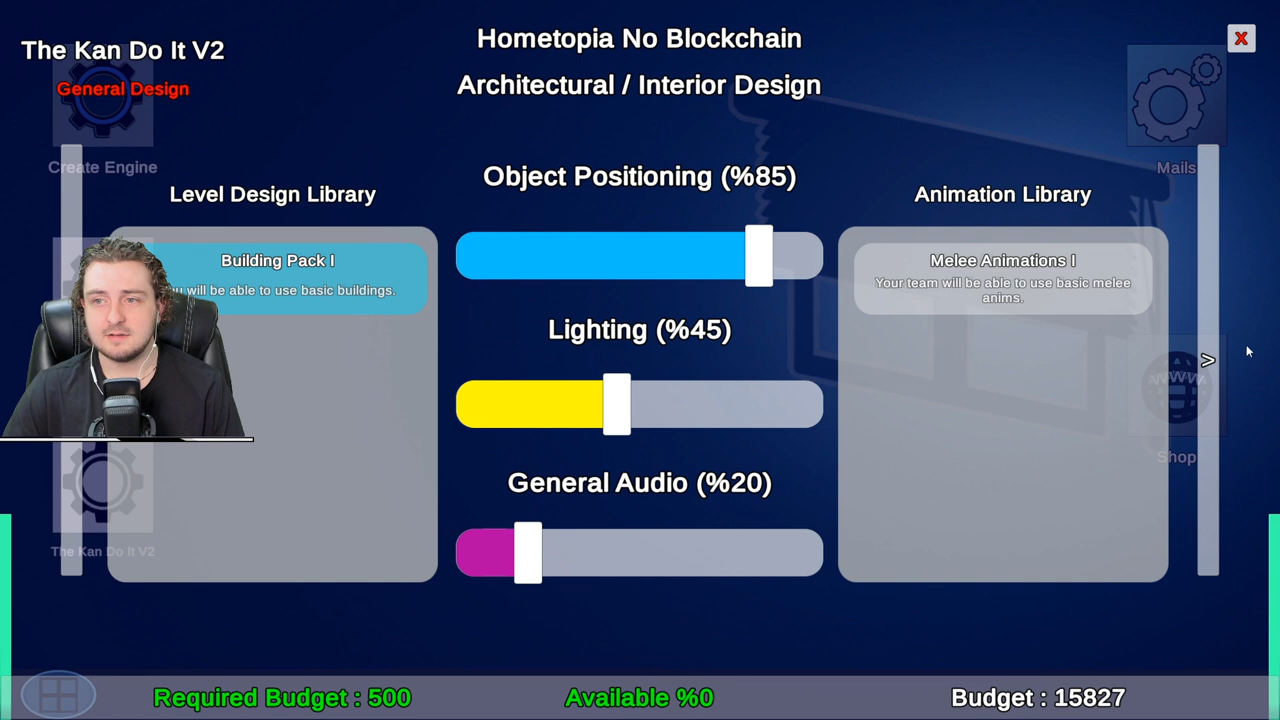 The Kan Do It V2
General Design
Hometopia No Blockchain
Architectural / Interior Design
X
Create Engine
Mails
Level Design Library
Building Pack I
will be able to use basic buildings.
Object Positioning (%85)
Lighting (%45)
General Audio (%20)
Animation Library
Melee Animations I
Your team will be able to use basic melee
anims.
>
WWW
Shop
The Kan Do It V2
Required Budget : 500
Available %0
Budget : 15827